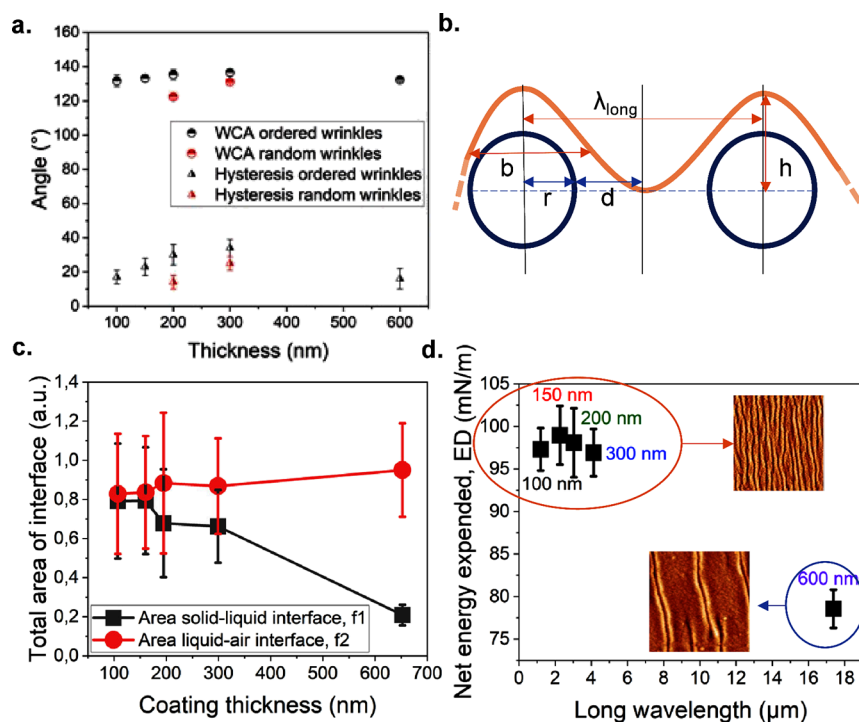 a.
160
140
120
100
80
60
40
20
0
Angle (°)
WCA ordered wrinkles
WCA random wrinkles
Hysteresis ordered wrinkles
Hysteresis random wrinkles
100 200 300 400 500 600
Thickness (nm)
b.
λlong
b
h
r
d
c.
1,4
1,2
1,0
0,8
0,6
0,4
0,2
0,0
Total area of interface (a.u.)
Area solid-liquid interface, f1
Area liquid-air interface, f2
0 100 200 300 400 500 600 700
Coating thickness (nm)
d.
105
100
95
90
85
80
75
Net energy expended, ED (mN/m)
150 nm
200 nm
300 nm
100 nm
600 nm
0 2 4 6 8 10 12 14 16 18
Long wavelength (µm)